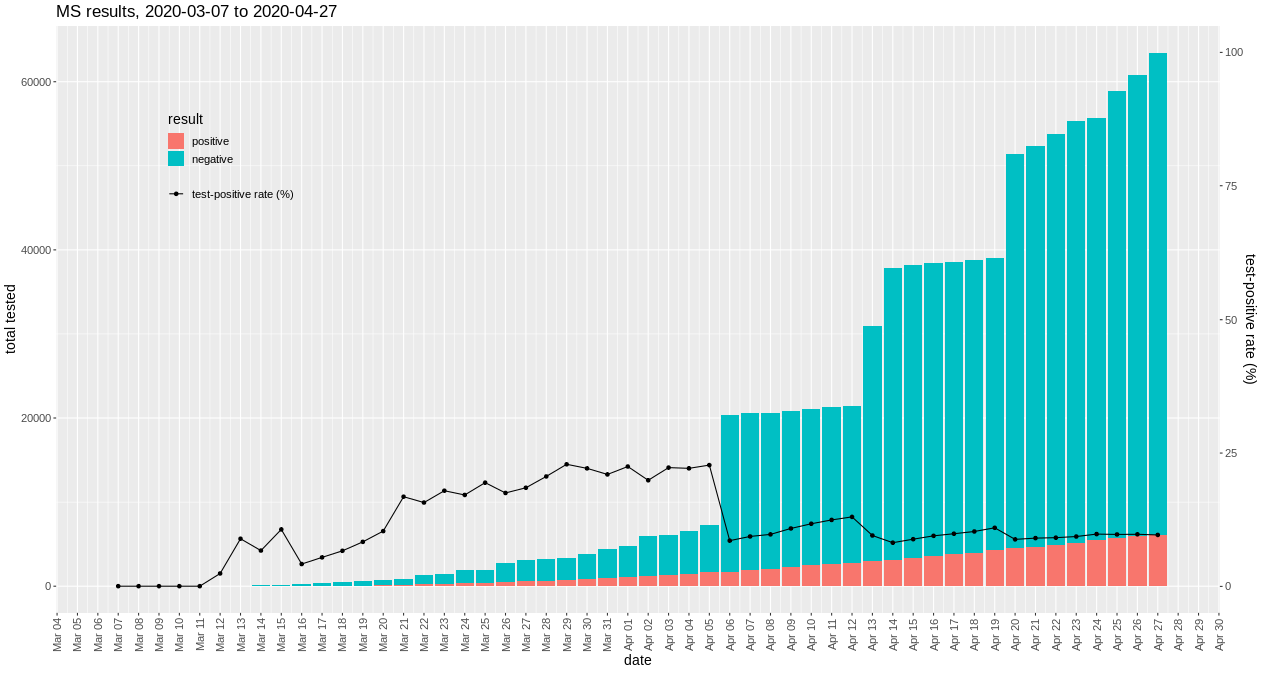 MS results, 2020-03-07 to 2020-04-27
result
positive
negative
test-positive rate (%)
total tested
60000
40000
20000
0
100
75
50
25
0
test-positive rate (%)
Mar 04
Mar 05
Mar 06
Mar 07
Mar 08
Mar 09
Mar 10
Mar 11
Mar 12
Mar 13
Mar 14
Mar 15
Mar 16
Mar 17
Mar 18
Mar 19
Mar 20
Mar 21
Mar 22
Mar 23
Mar 24
Mar 25
Mar 26
Mar 27
Mar 28
Mar 29
Mar 30
Mar 31
Apr 01
Apr 02
Apr 03
Apr 04
Apr 05
Apr 06
Apr 07
Apr 08
Apr 09
Apr 10
Apr 11
Apr 12
Apr 13
Apr 14
Apr 15
Apr 16
Apr 17
Apr 18
Apr 19
Apr 20
Apr 21
Apr 22
Apr 23
Apr 24
Apr 25
Apr 26
Apr 27
Apr 28
Apr 29
Apr 30
date